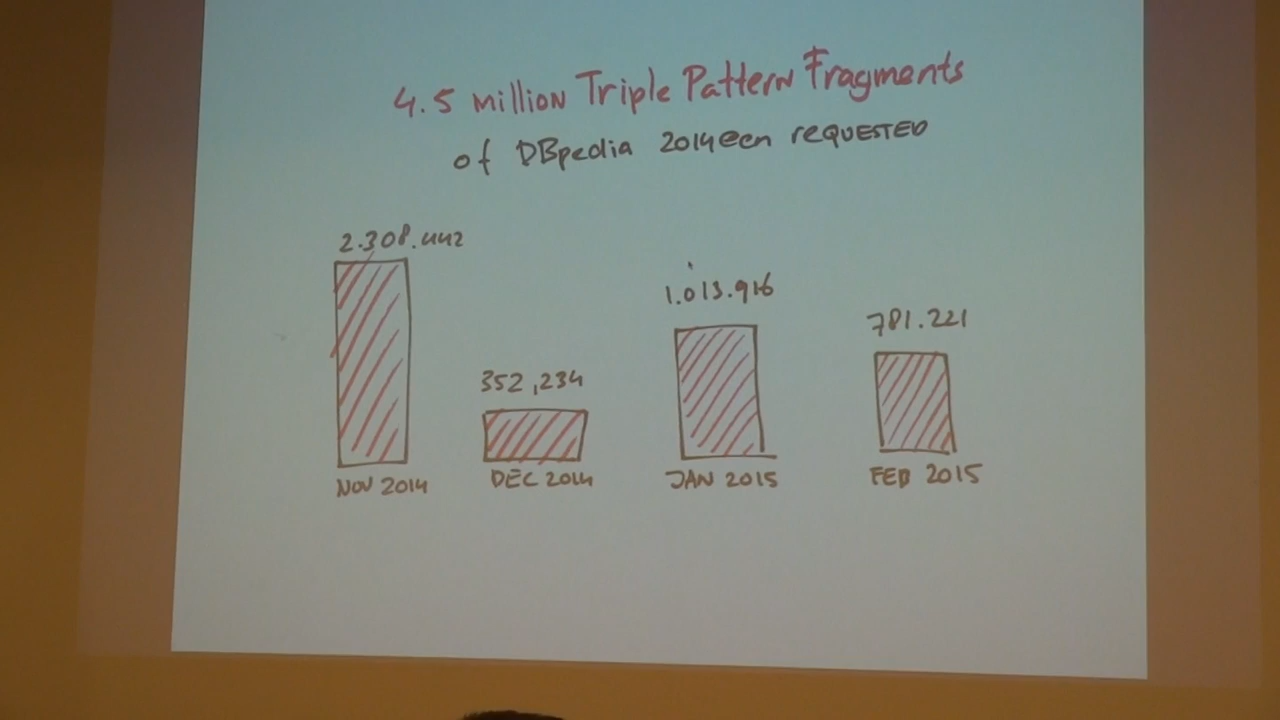 4.5 million Triple Pattern Fragments
of DBpedia 2014een requested
2.308.442
352,234
1.013.916
781.221
NOV 2014
DEC 2014
JAN 2015
FEB 2015